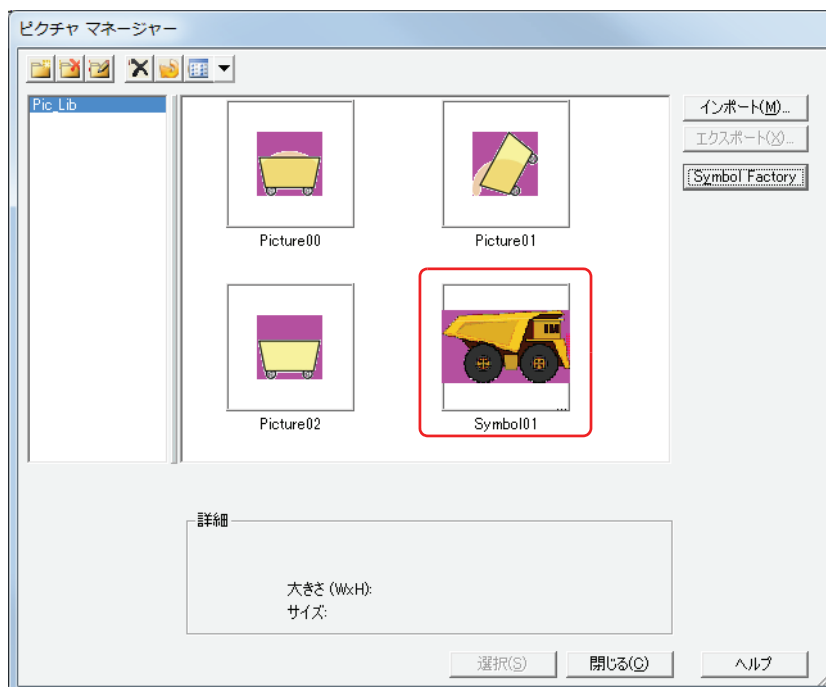 ピクチャ マネージャー
Pic_Lib
Picture00
Picture01
Picture02
Symbol01
...
インポート(M)...
エクスポート(X)...
Symbol Factory
詳細
大きさ (WxH):
サイズ:
選択(S)
閉じる(C)
ヘルプ